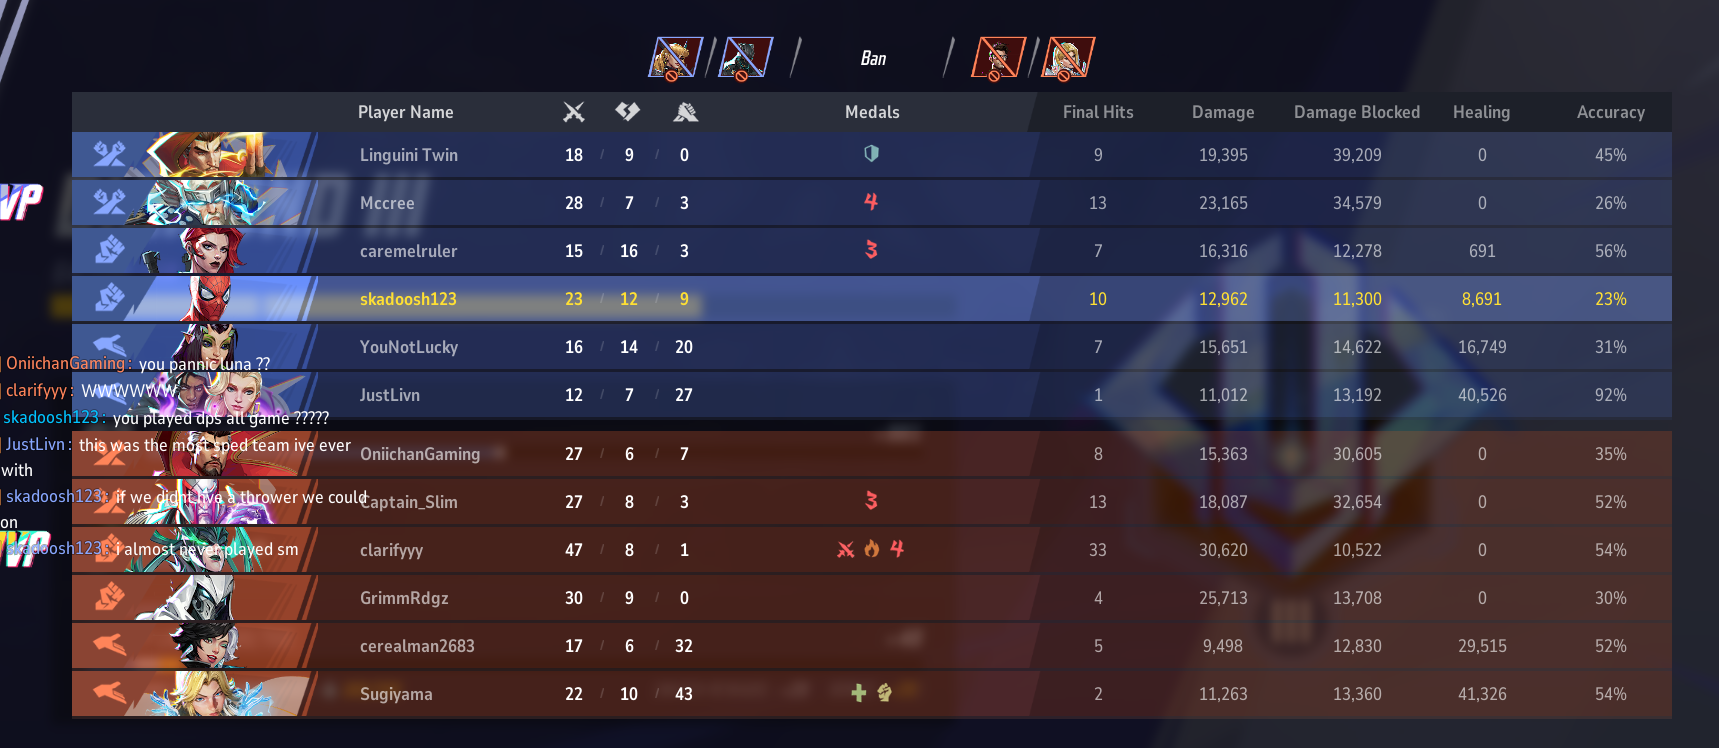 Ban
Player Name Medals Final Hits Damage Damage Blocked Healing Accuracy
Linguini Twin 18 / 9 / 0 9 19,395 39,209 0 45%
VP
Mccree 28 / 7 / 3 4 13 23,165 34,579 0 26%
caremelruler 15 / 16 / 3 3 7 16,316 12,278 691 56%
skadoosh123 23 / 12 / 9 10 12,962 11,300 8,691 23%
YouNotLucky 16 / 14 / 20 7 15,651 14,622 16,749 31%
OniichanGaming : you pannic luna ??
clarifyyy : WWWWWW
JustLivn 12 / 7 / 27 1 11,012 13,192 40,526 92%
skadoosh123 : you played dps all game ?????
JustLivn : this was the most sped team ive ever
with
OniichanGaming 27 / 6 / 7 8 15,363 30,605 0 35%
skadoosh123 : if we didnt hve a thrower we could
on
Captain_Slim 27 / 8 / 3 3 13 18,087 32,654 0 52%
VP
skadoosh123 : i almost never played sm
clarifyyy 47 / 8 / 1 4 33 30,620 10,522 0 54%
GrimmRdgz 30 / 9 / 0 4 25,713 13,708 0 30%
cerealman2683 17 / 6 / 32 5 9,498 12,830 29,515 52%
Sugiyama 22 / 10 / 43 2 11,263 13,360 41,326 54%